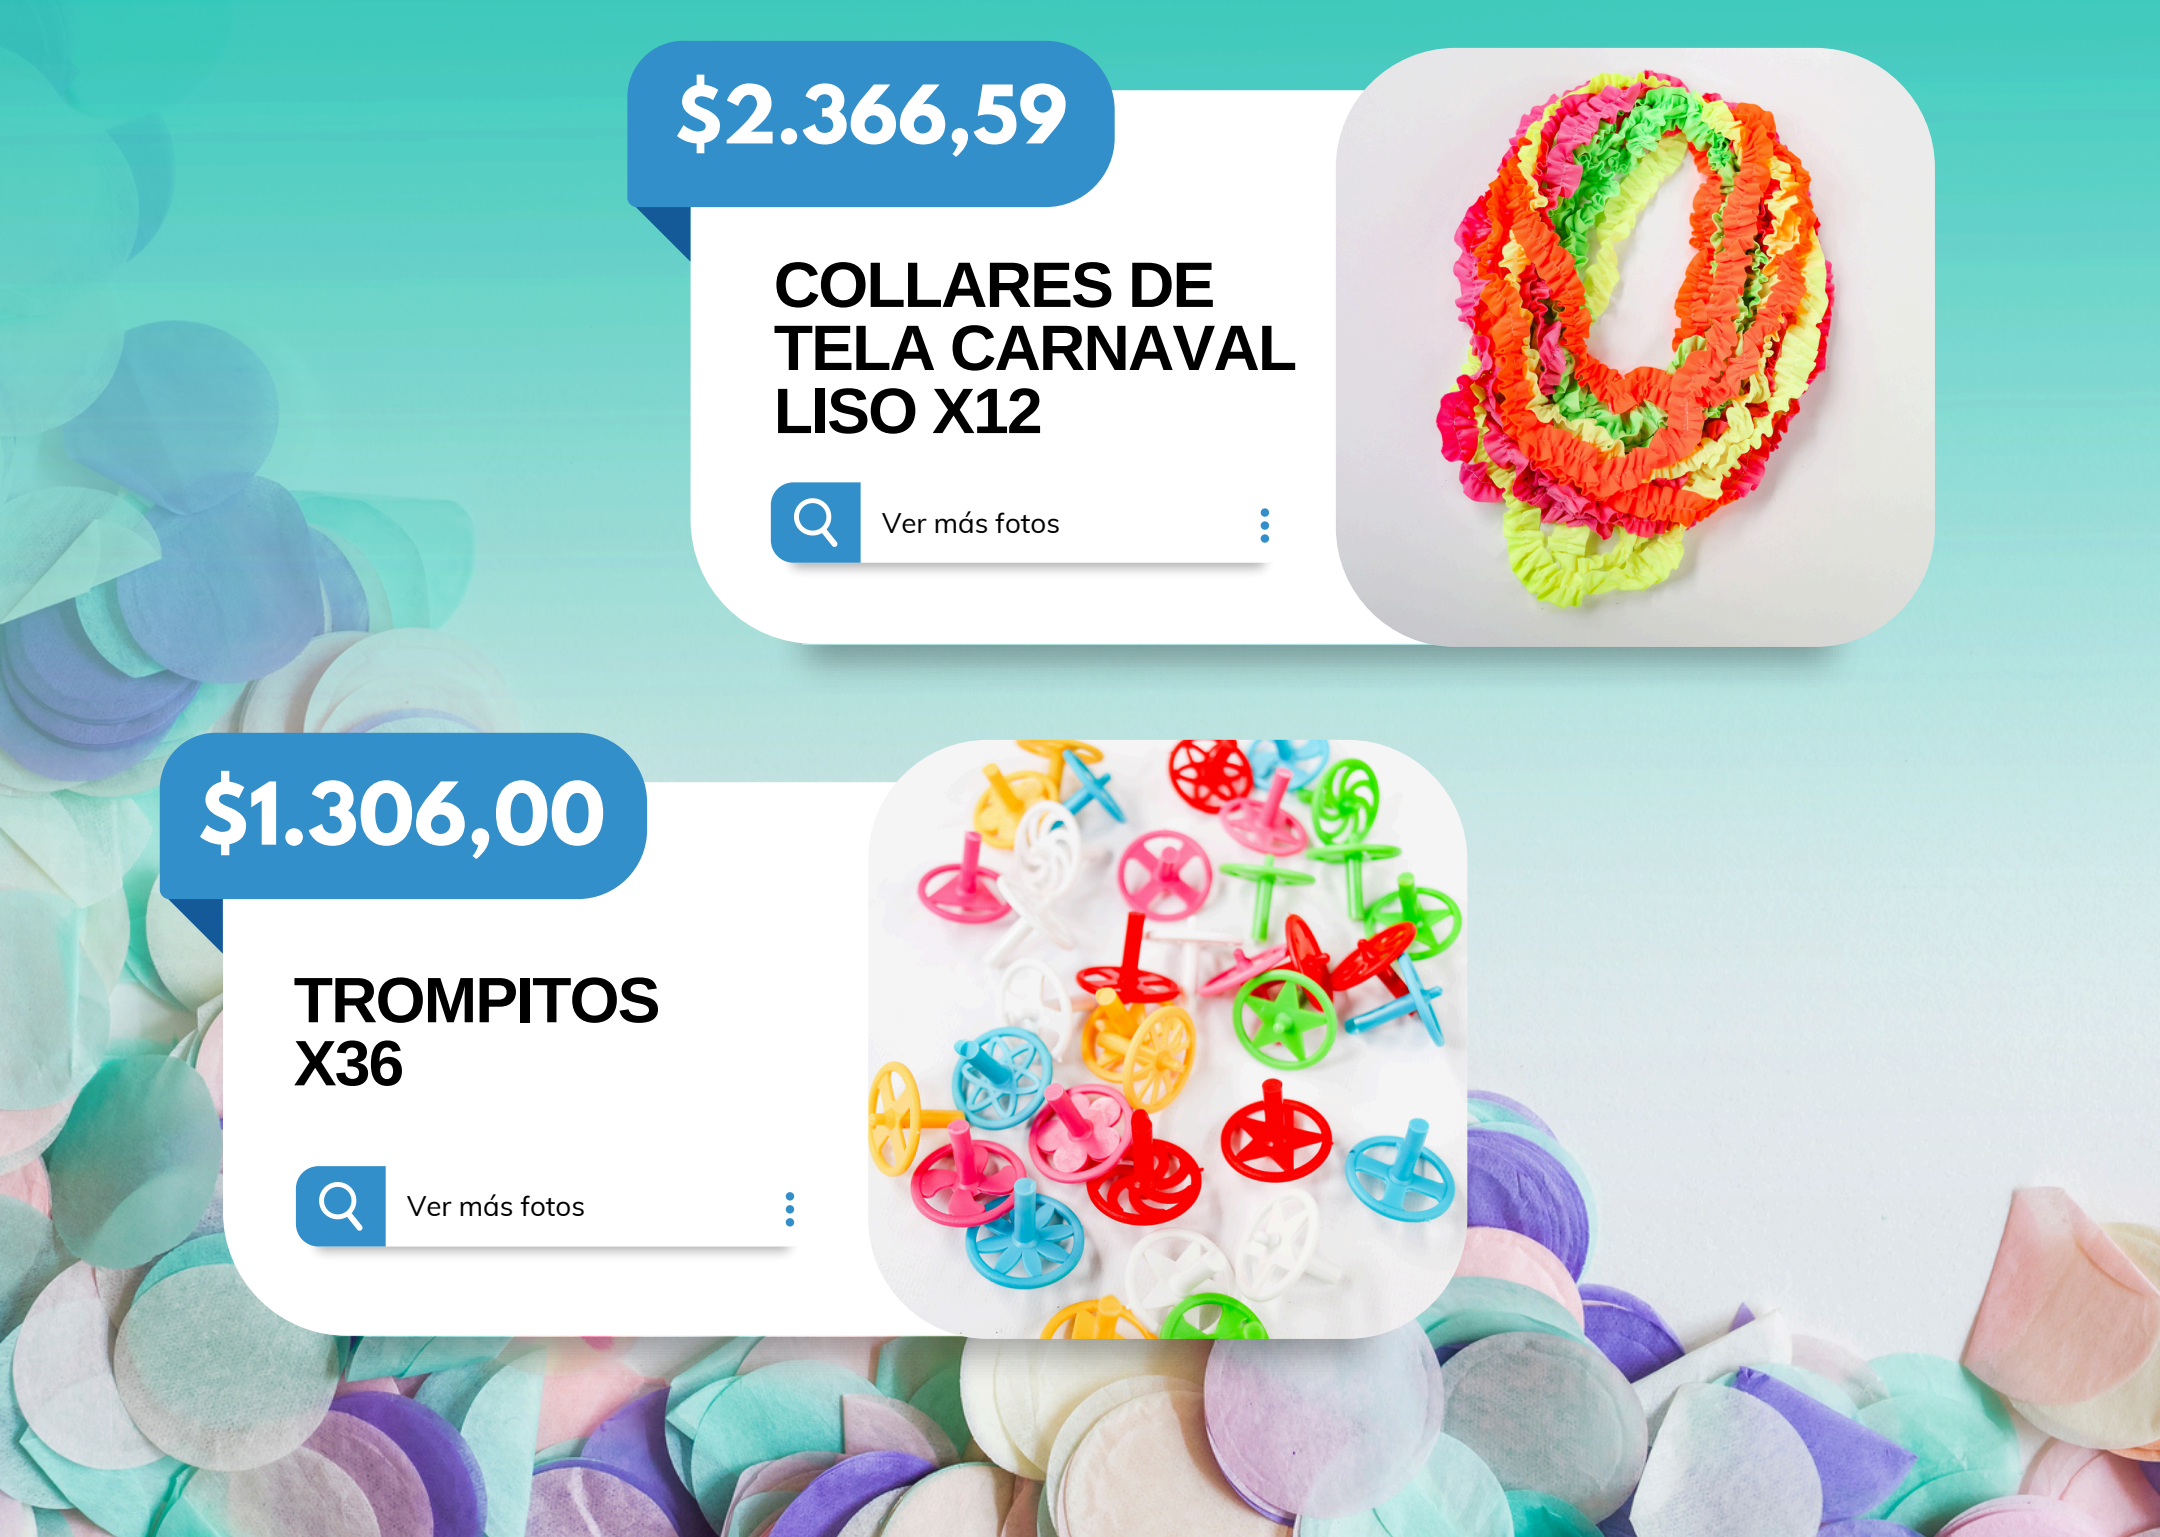 $2.366,59
COLLARES DE
TELA CARNAVAL
LISO X12
Ver más fotos
$1.306,00
TROMPITOS
X36
Ver más fotos